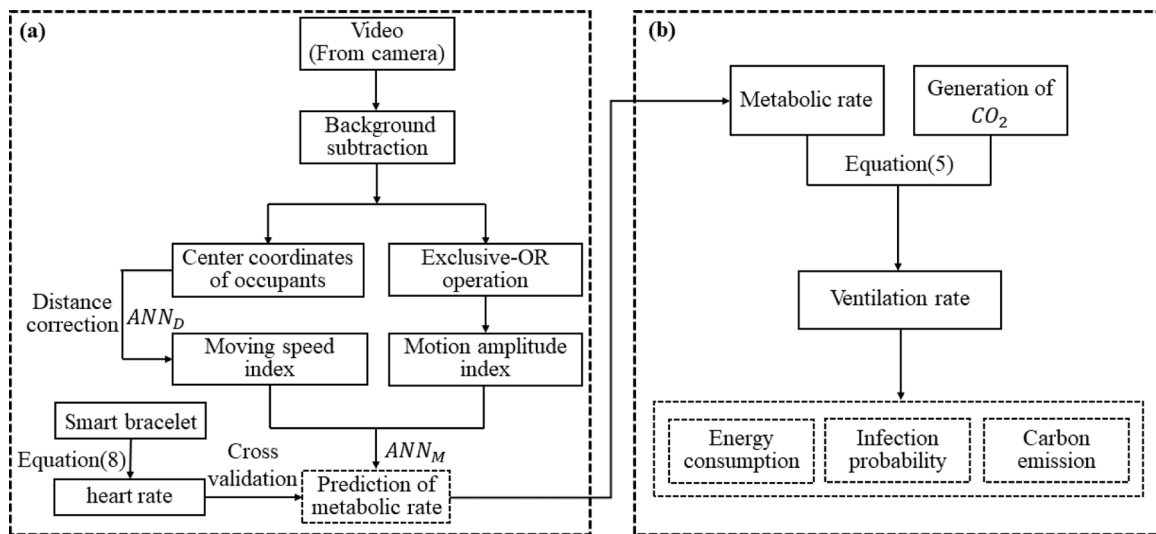 (a)
Video
(From camera)
Background
subtraction
Center coordinates
of occupants
Exclusive-OR
operation
Distance
correction
ANN_D
Moving speed
index
Motion amplitude
index
Smart bracelet
Equation(8)
heart rate
Cross
validation
ANN_M
Prediction of
metabolic rate
(b)
Metabolic rate
Generation of
CO₂
Equation(5)
Ventilation rate
Energy
consumption
Infection
probability
Carbon
emission